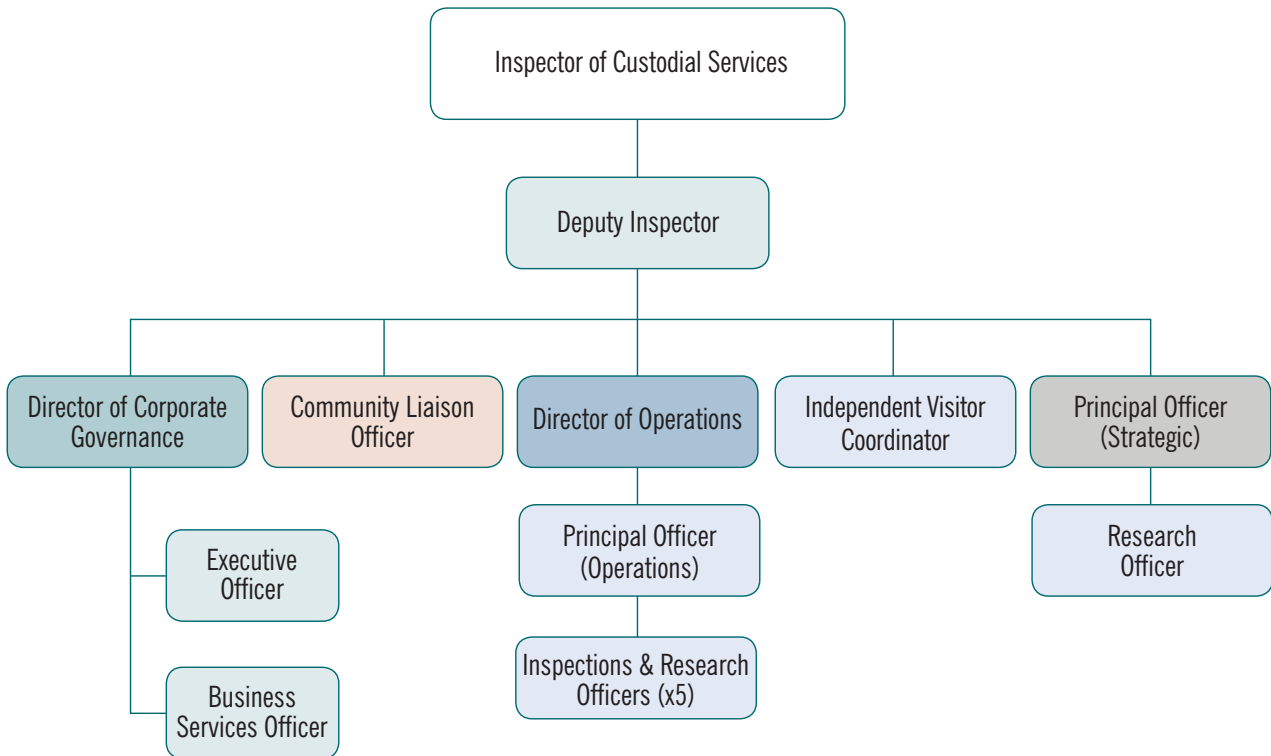 Inspector of Custodial Services
Deputy Inspector
Director of Corporate
Governance
Community Liaison
Officer
Director of Operations
Independent Visitor
Coordinator
Principal Officer
(Strategic)
Executive
Officer
Business
Services Officer
Principal Officer
(Operations)
Inspections & Research
Officers (x5)
Research
Officer